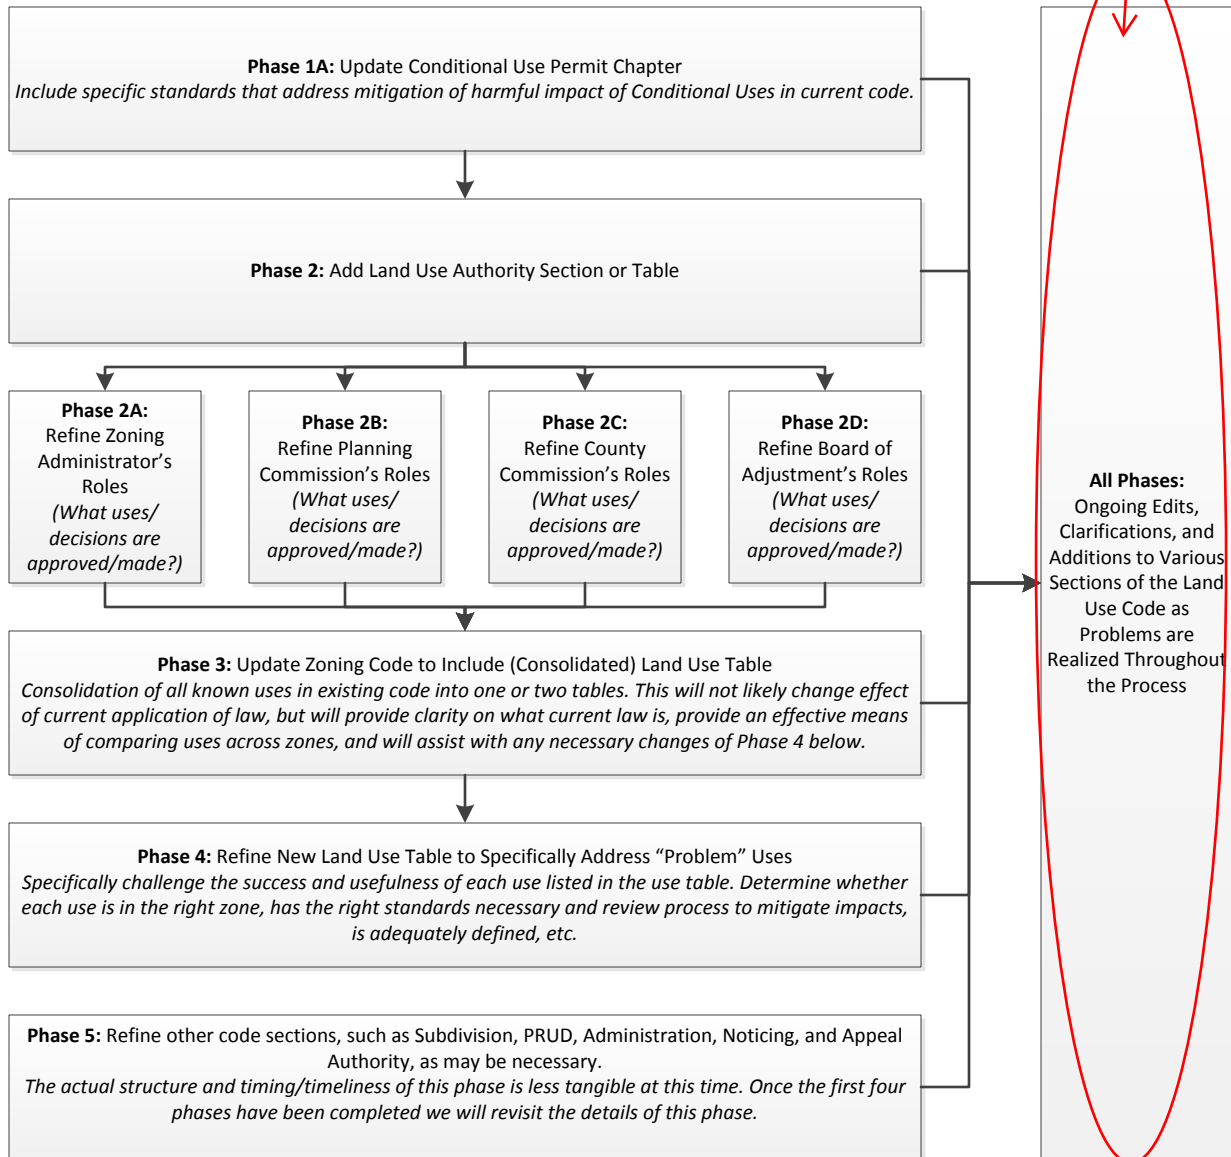 Phase 1A: Update Conditional Use Permit Chapter
Include specific standards that address mitigation of harmful impact of Conditional Uses in current code.
Phase 2: Add Land Use Authority Section or Table
Phase 2A:
Refine Zoning
Administrator’s
Roles
(What uses/
decisions are
approved/made?)
Phase 2B:
Refine Planning
Commission’s Roles
(What uses/
decisions are
approved/made?)
Phase 2C:
Refine County
Commission’s Roles
(What uses/
decisions are
approved/made?)
Phase 2D:
Refine Board of
Adjustment’s Roles
(What uses/
decisions are
approved/made?)
Phase 3: Update Zoning Code to Include (Consolidated) Land Use Table
Consolidation of all known uses in existing code into one or two tables. This will not likely change effect
of current application of law, but will provide clarity on what current law is, provide an effective means
of comparing uses across zones, and will assist with any necessary changes of Phase 4 below.
Phase 4: Refine New Land Use Table to Specifically Address “Problem” Uses
Specifically challenge the success and usefulness of each use listed in the use table. Determine whether
each use is in the right zone, has the right standards necessary and review process to mitigate impacts,
is adequately defined, etc.
Phase 5: Refine other code sections, such as Subdivision, PRUD, Administration, Noticing, and Appeal
Authority, as may be necessary.
The actual structure and timing/timeliness of this phase is less tangible at this time. Once the first four
phases have been completed we will revisit the details of this phase.
All Phases:
Ongoing Edits,
Clarifications, and
Additions to Various
Sections of the Land
Use Code as
Problems are
Realized Throughout
the Process